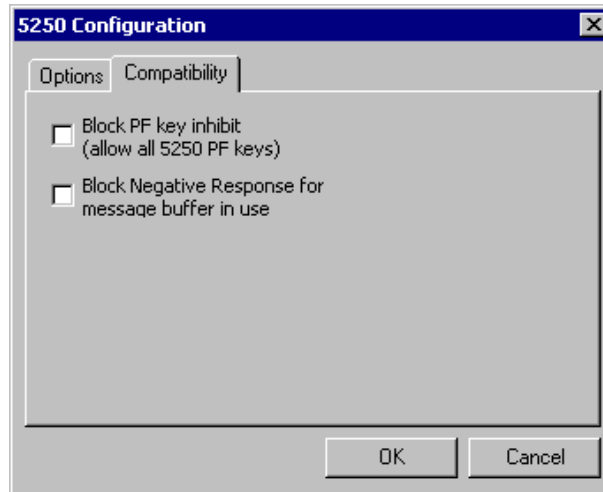 5250 Configuration
Options
Compatibility
Block PF key inhibit
(allow all 5250 PF keys)
Block Negative Response for
message buffer in use
OK
Cancel